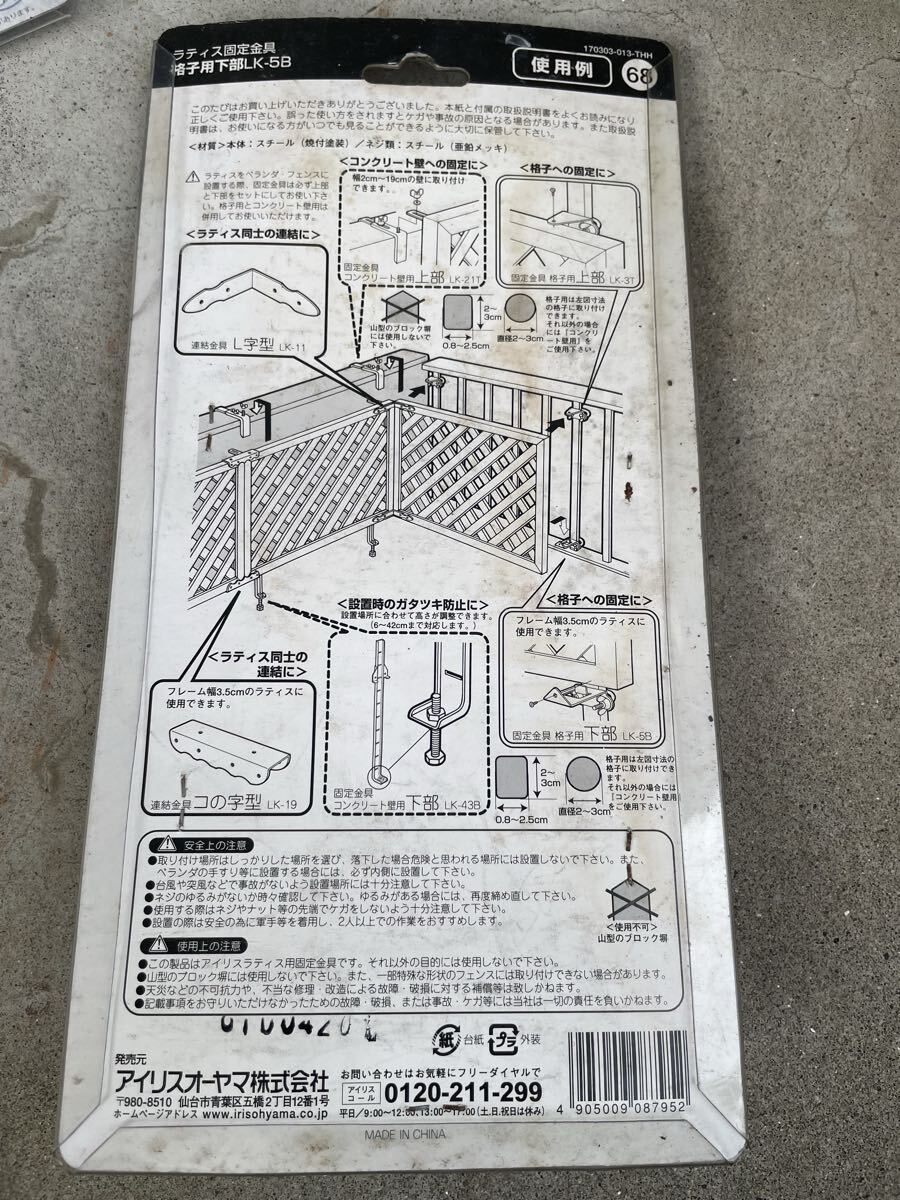 ラティス固定金具
格子用下部LK-5B
170303-013-THH
使用例
68
このたびはお買い上げいただきありがとうございました。本紙と付属の取扱説明書をよくお読みになり
正しくご使用下さい。誤った使い方をされますとケガや事故の原因となる場合があります。また取扱説
明書は、お使いになる方がいつでも見ることができるように大切に保管して下さい。
<材質>本体：スチール（焼付塗装）／ネジ類：スチール（亜鉛メッキ）
ラティスをベランダ・フェンスに
設置する際、固定金具は必ず上部
と下部をセットにしてお使い下さ
い。格子用とコンクリート壁用は
併用してお使いいただけます。
<コンクリート壁への固定に>
幅2cm～19cmの壁に取り付け
できます。
固定金具
コンクリート壁用 上部 LK-21T
<格子への固定に>
固定金具 格子用 上部 LK-3T
<ラティス同士の連結に>
連結金具 L字型 LK-11
山型のブロック塀
には使用しないで
下さい。
2～
3cm
0.8～2.5cm
直径2～3cm
格子用は左図寸法
の格子に取り付け
できます。
それ以外の場合
には「コンクリ
ート壁用」を
ご使用下さい。
<設置時のガタツキ防止に>
設置場所に合わせて高さが調整できます。
（6～42cmまで対応します。）
固定金具
コンクリート壁用 下部 LK-43B
<ラティス同士の
連結に>
フレーム幅3.5cmのラティスに
使用できます。
連結金具 コの字型 LK-19
<格子への固定に>
フレーム幅3.5cmのラティスに
使用できます。
固定金具 格子用 下部 LK-5B
2～
3cm
0.8～2.5cm
直径2～3cm
格子用は左図寸法の
格子に取り付けでき
ます。
それ以外の場合には
「コンクリート壁用」
をご使用下さい。
安全上の注意
●取り付け場所はしっかりした場所を選び、落下した場合危険と思われる場所には設置しないで下さい。また、
ベランダの手すり等に設置する場合には、必ず内側に設置して下さい。
●台風や突風などで事故がないよう設置場所には十分注意して下さい。
●ネジのゆるみがないか時々確認して下さい。ゆるみがある場合には、再度締め直して下さい。
●使用する際はネジやナット等の先端でケガをしないよう十分注意して下さい。
●設置の際は安全の為に軍手等を着用し、2人以上での作業をおすすめします。
<使用不可>
山型のブロック塀
使用上の注意
●この製品はアイリスラティス用固定金具です。それ以外の目的には使用しないで下さい。
●山型のブロック塀には使用しないで下さい。また、一部特殊な形状のフェンスには取り付けできない場合があります。
●天災などの不可抗力や、不当な修理・改造による故障・破損に対する補償等は致しかねます。
●記載事項をお守りいただけなかったための故障・破損、または事故・ケガ等には当社は一切の責任を負いかねます。
紙 台紙
プラ 外装
発売元
アイリスオーヤマ株式会社
〒980-8510 仙台市青葉区五橋2丁目12番1号
ホームページアドレス www.irisohyama.co.jp
お問い合わせはお気軽にフリーダイヤルで
アイリス
コール
0120-211-299
平日／9:00～12:00、13:00～17:00（土、日、祝日は休み）
4 905009 087952
MADE IN CHINA